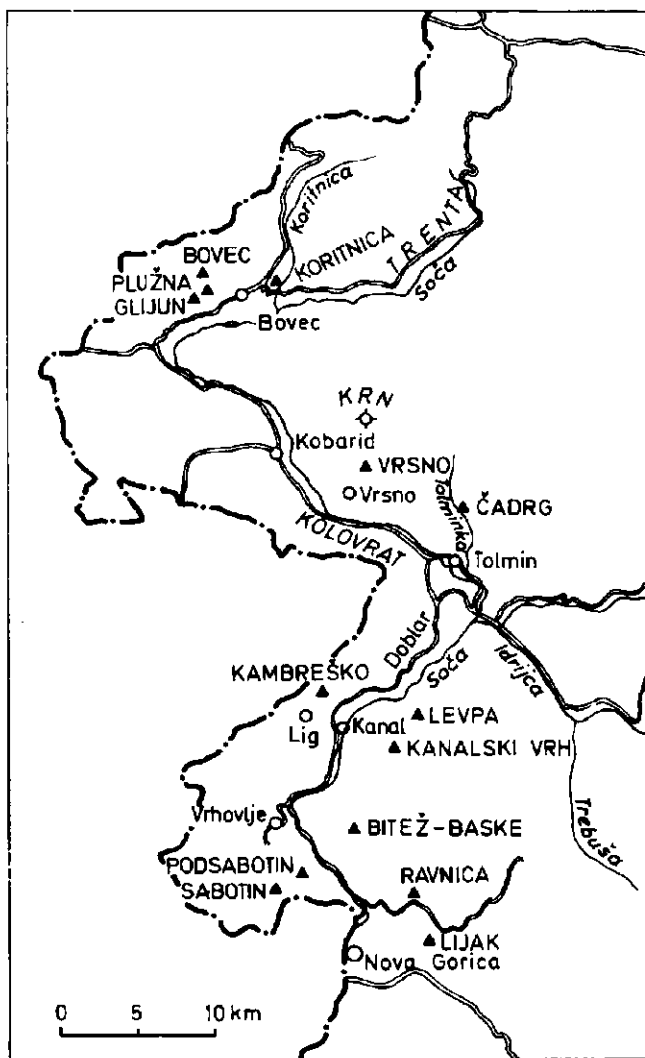 Koritnica
TRENTA
Soča
BOVEC
KORITNICA
PLUŽNA
GLIJUN
Bovec
KRN
Kobarid
VRSNO
Vrsno
Tolminka
ČADRG
KOLOVRAT
Tolmin
Doblar
Soča
Idrijca
KAMBREŠKO
Lig
Kanal
LEVPA
KANALSKI VRH
Trebuša
Vrhovlje
BITEŽ-BASKE
PODSABOTIN
SABOTIN
RAVNICA
LIJAK
Nova Gorica
0 5 10 km